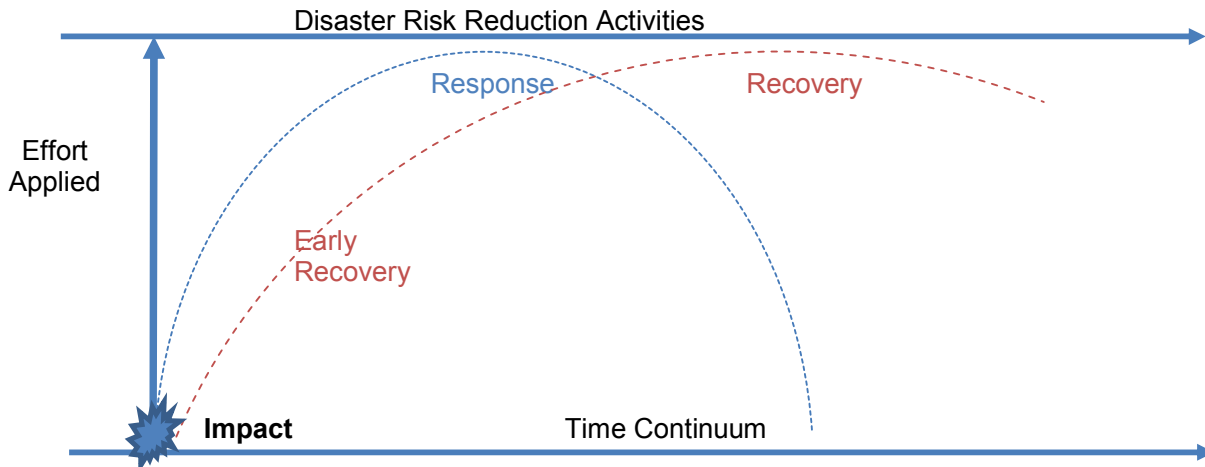 Disaster Risk Reduction Activities
Response
Recovery
Effort
Applied
Early
Recovery
Impact
Time Continuum